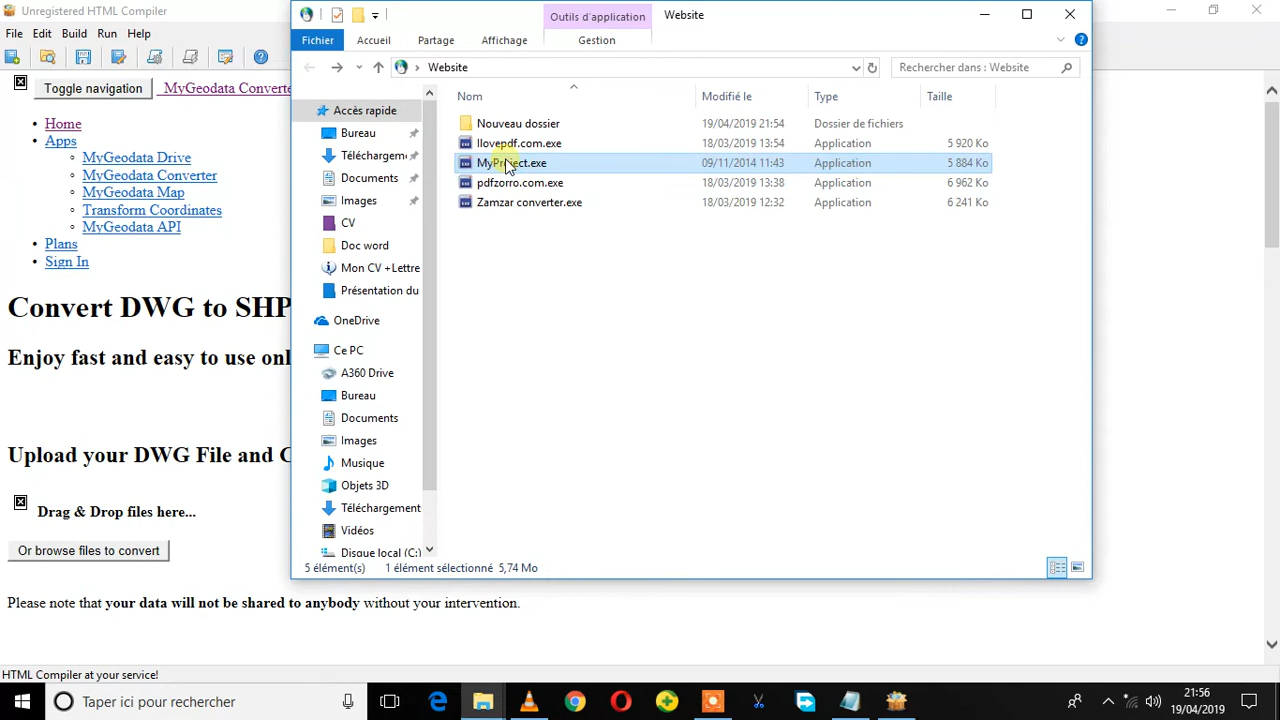 Unregistered HTML Compiler
File Edit Build Run Help
Toggle navigation
MyGeodata Converte
Home
Apps
MyGeodata Drive
MyGeodata Converter
MyGeodata Map
Transform Coordinates
MyGeodata API
Plans
Sign In
Convert DWG to SHP
Enjoy fast and easy to use onl
Upload your DWG File and C
Drag & Drop files here...
Or browse files to convert
Please note that your data will not be shared to anybody without your intervention.
HTML Compiler at your service!
Outils d'application
Website
Fichier Accueil Partage Affichage Gestion
Website
Rechercher dans : Website
Accès rapide
Bureau
Téléchargem
Documents
Images
CV
Doc word
Mon CV +Lettre
Présentation du
OneDrive
Ce PC
A360 Drive
Bureau
Documents
Images
Musique
Objets 3D
Téléchargement
Vidéos
Disque local (C:)
Nom Modifié le Type Taille
Nouveau dossier 19/04/2019 21:54 Dossier de fichiers
Ilovepdf.com.exe 18/03/2019 13:54 Application 5 920 Ko
MyProject.exe 09/11/2014 11:43 Application 5 884 Ko
pdfzorro.com.exe 18/03/2019 13:38 Application 6 962 Ko
Zamzar converter.exe 18/03/2019 12:32 Application 6 241 Ko
5 élément(s) 1 élément sélectionné 5,74 Mo
Taper ici pour rechercher
21:56
19/04/2019